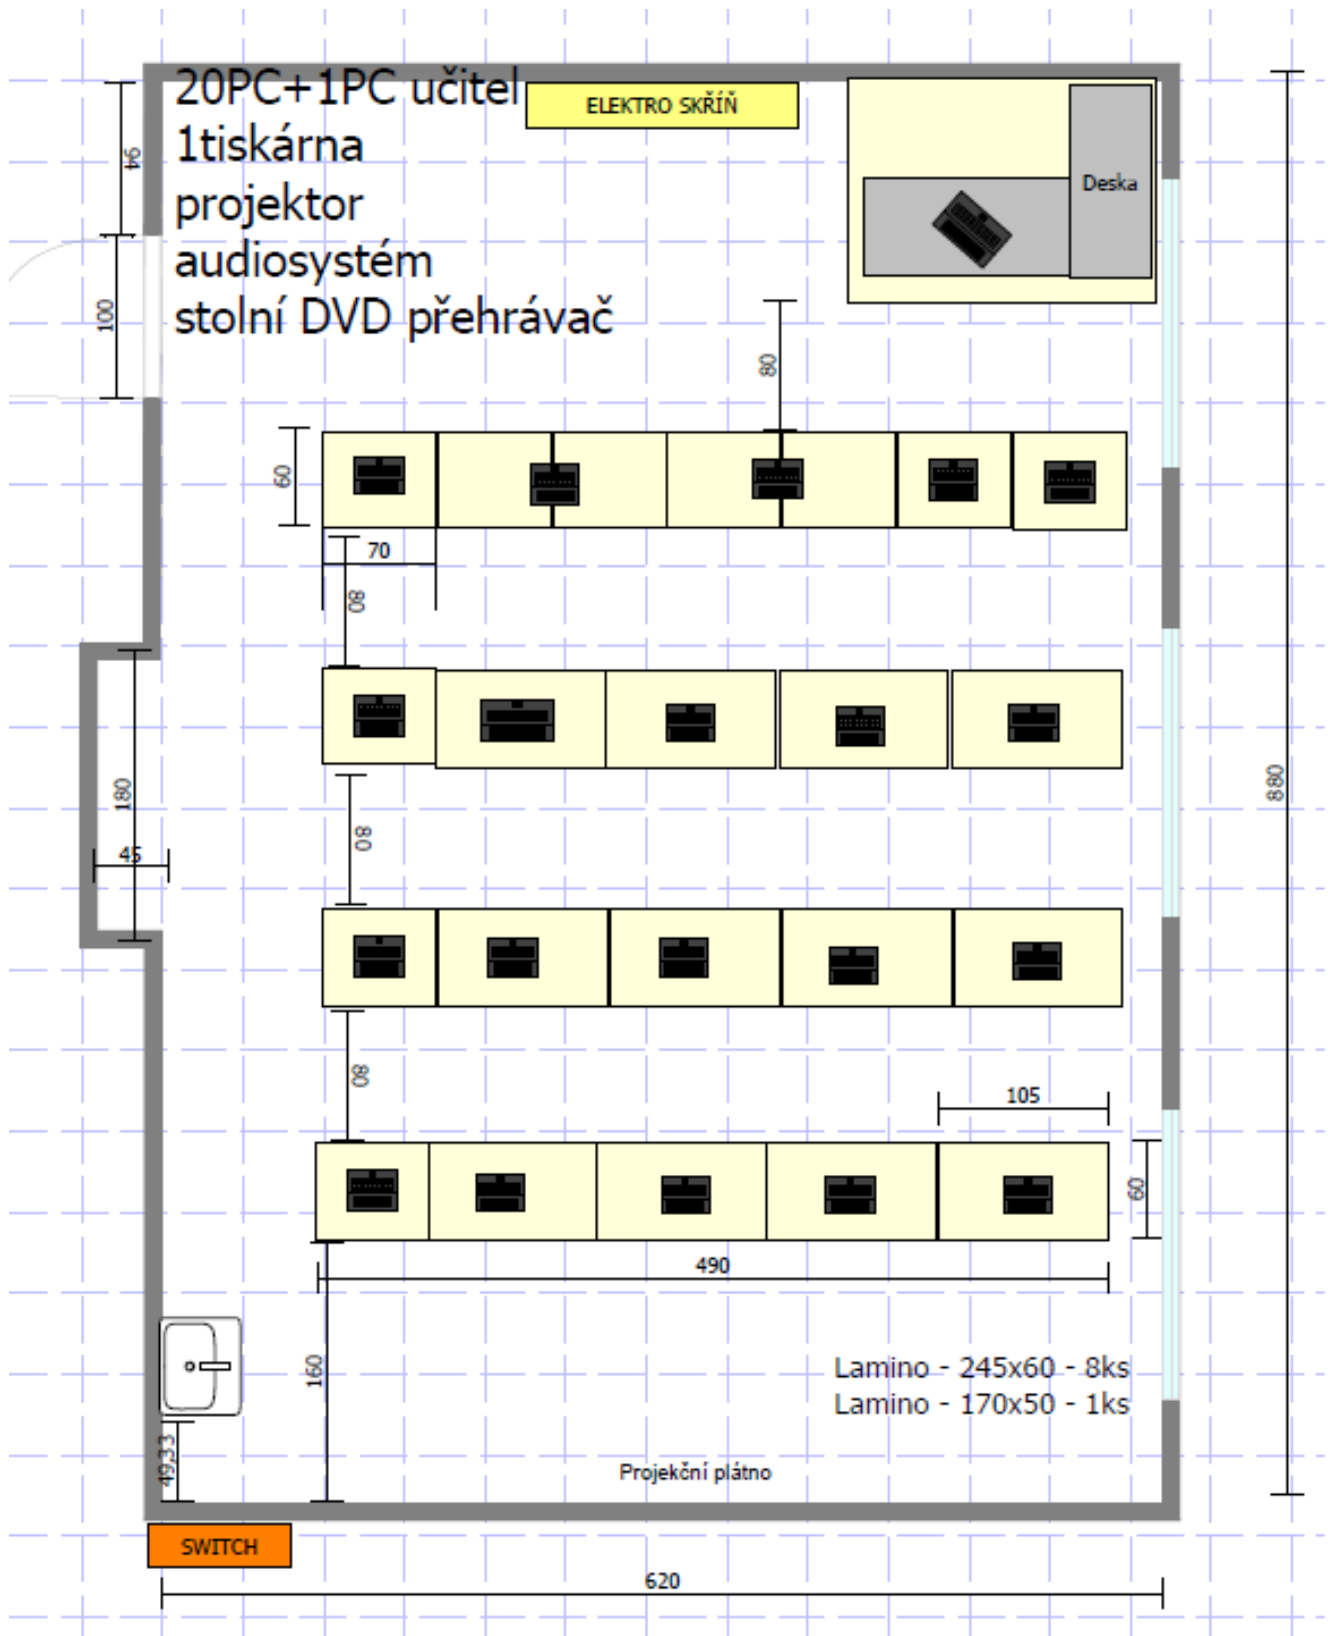 20PC+1PC učitel
1tiskárna
projektor
audiosystém
stolní DVD přehrávač
ELEKTRO SKŘÍŇ
Deska
94
100
80
60
70
80
180
45
80
880
80
105
60
490
160
Lamino - 245x60 - 8ks
Lamino - 170x50 - 1ks
49,33
Projekční plátno
SWITCH
620